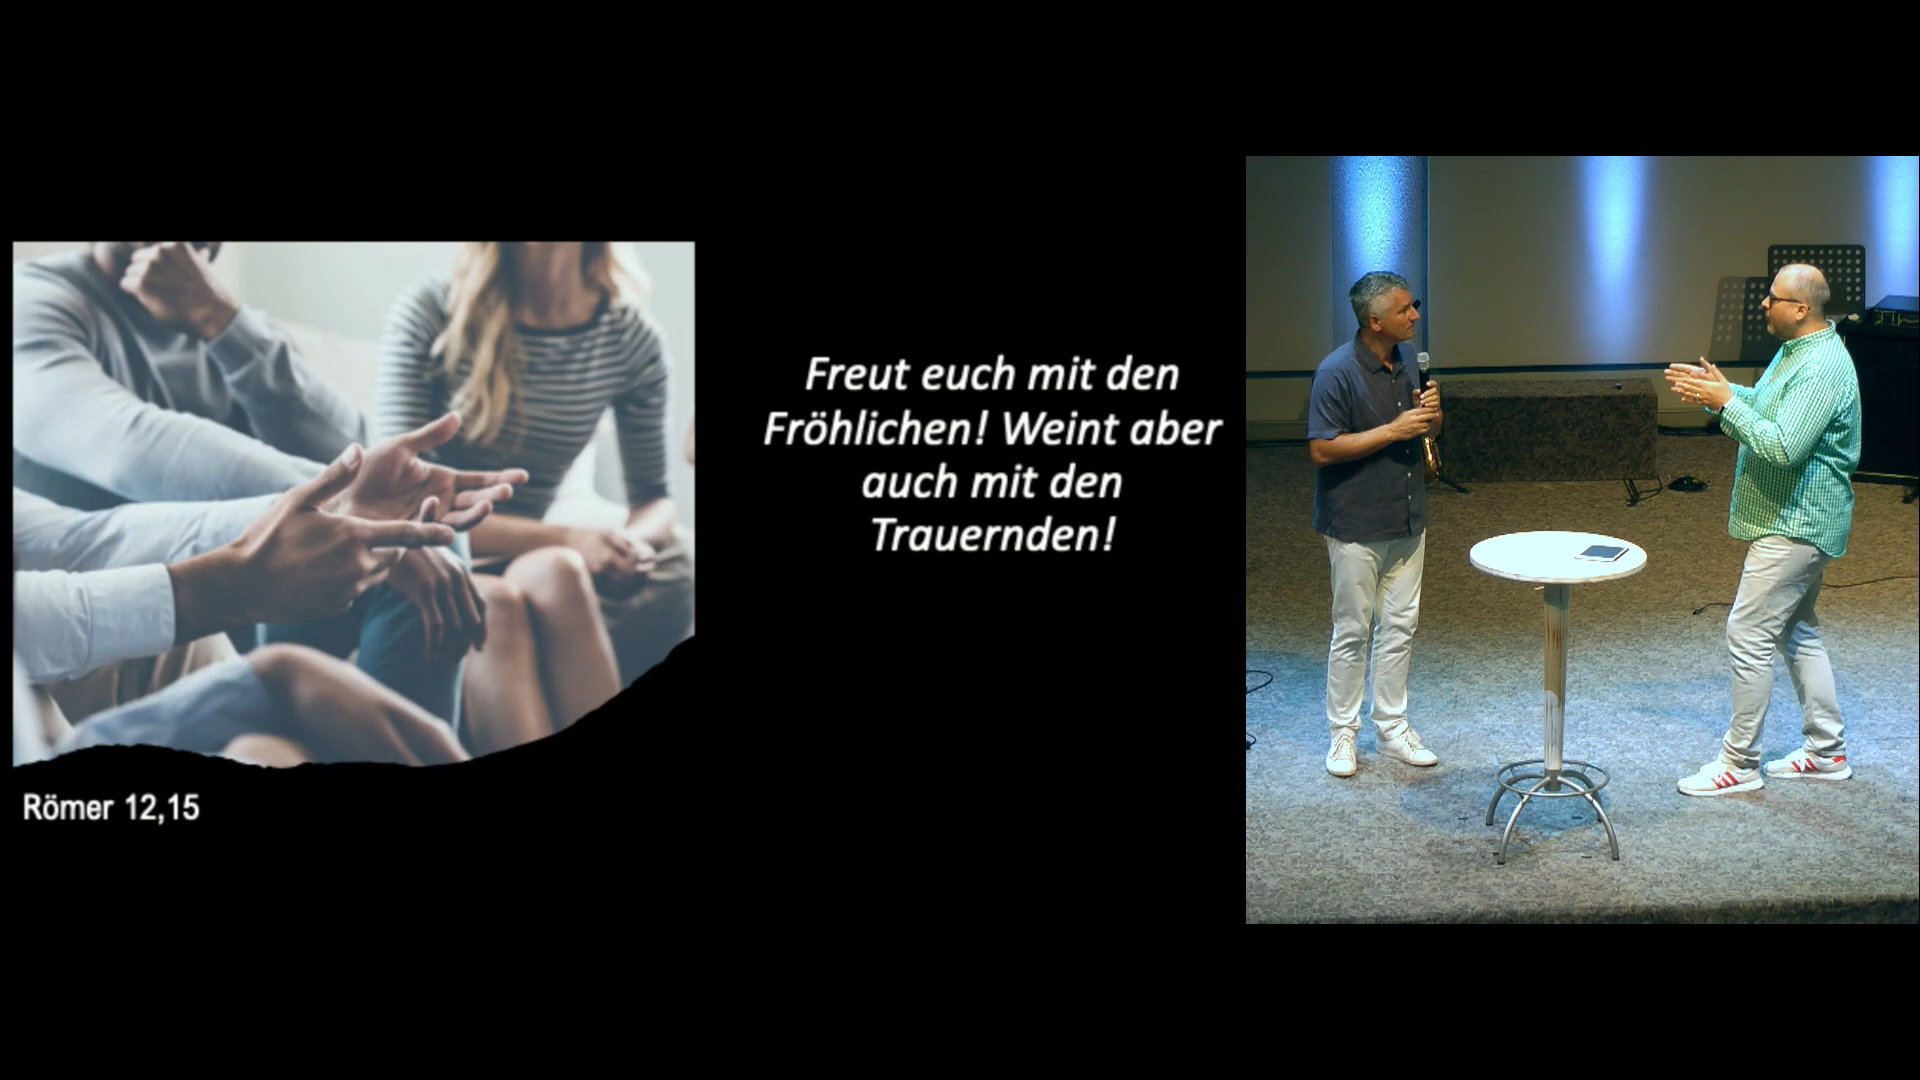 Freut euch mit den
Fröhlichen! Weint aber
auch mit den
Trauernden!
Römer 12,15